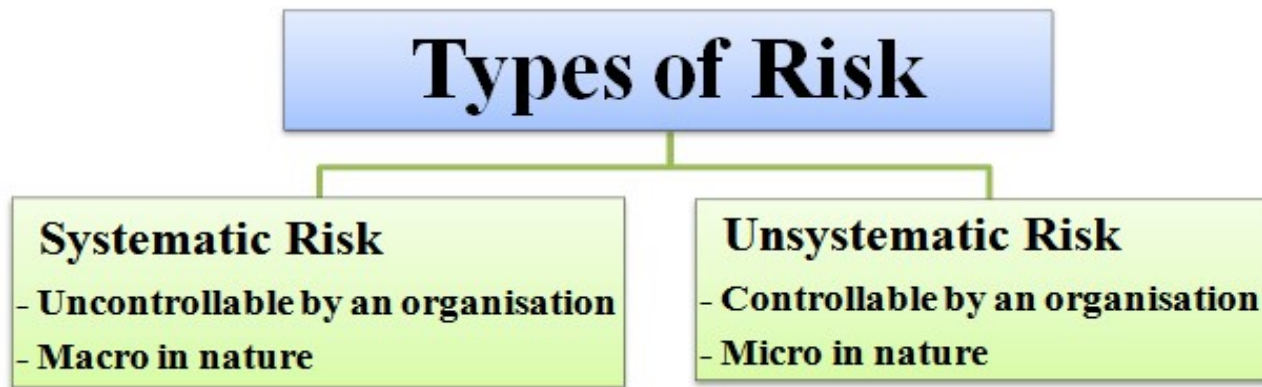 Types of Risk
Systematic Risk
- Uncontrollable by an organisation
- Macro in nature
Unsystematic Risk
- Controllable by an organisation
- Micro in nature